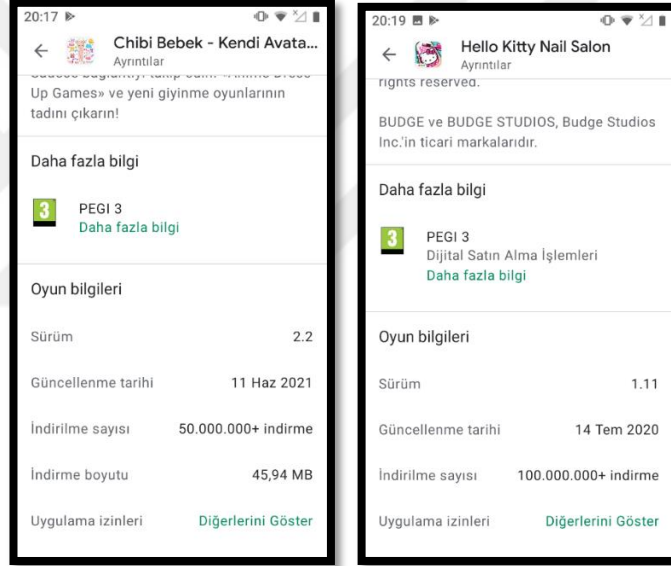 20:17
Chibi Bebek - Kendi Avata...
Ayrıntılar
Up Games» ve yeni giyinme oyunlarının
tadını çıkarın!
Daha fazla bilgi
3
PEGI 3
Daha fazla bilgi
Oyun bilgileri
Sürüm 2.2
Güncellenme tarihi 11 Haz 2021
İndirilme sayısı 50.000.000+ indirme
İndirme boyutu 45,94 MB
Uygulama izinleri Diğerlerini Göster
20:19
Hello Kitty Nail Salon
Ayrıntılar
rights reserved.
BUDGE ve BUDGE STUDIOS, Budge Studios
Inc.'in ticari markalarıdır.
Daha fazla bilgi
3
PEGI 3
Dijital Satın Alma İşlemleri
Daha fazla bilgi
Oyun bilgileri
Sürüm 1.11
Güncellenme tarihi 14 Tem 2020
İndirilme sayısı 100.000.000+ indirme
Uygulama izinleri Diğerlerini Göster